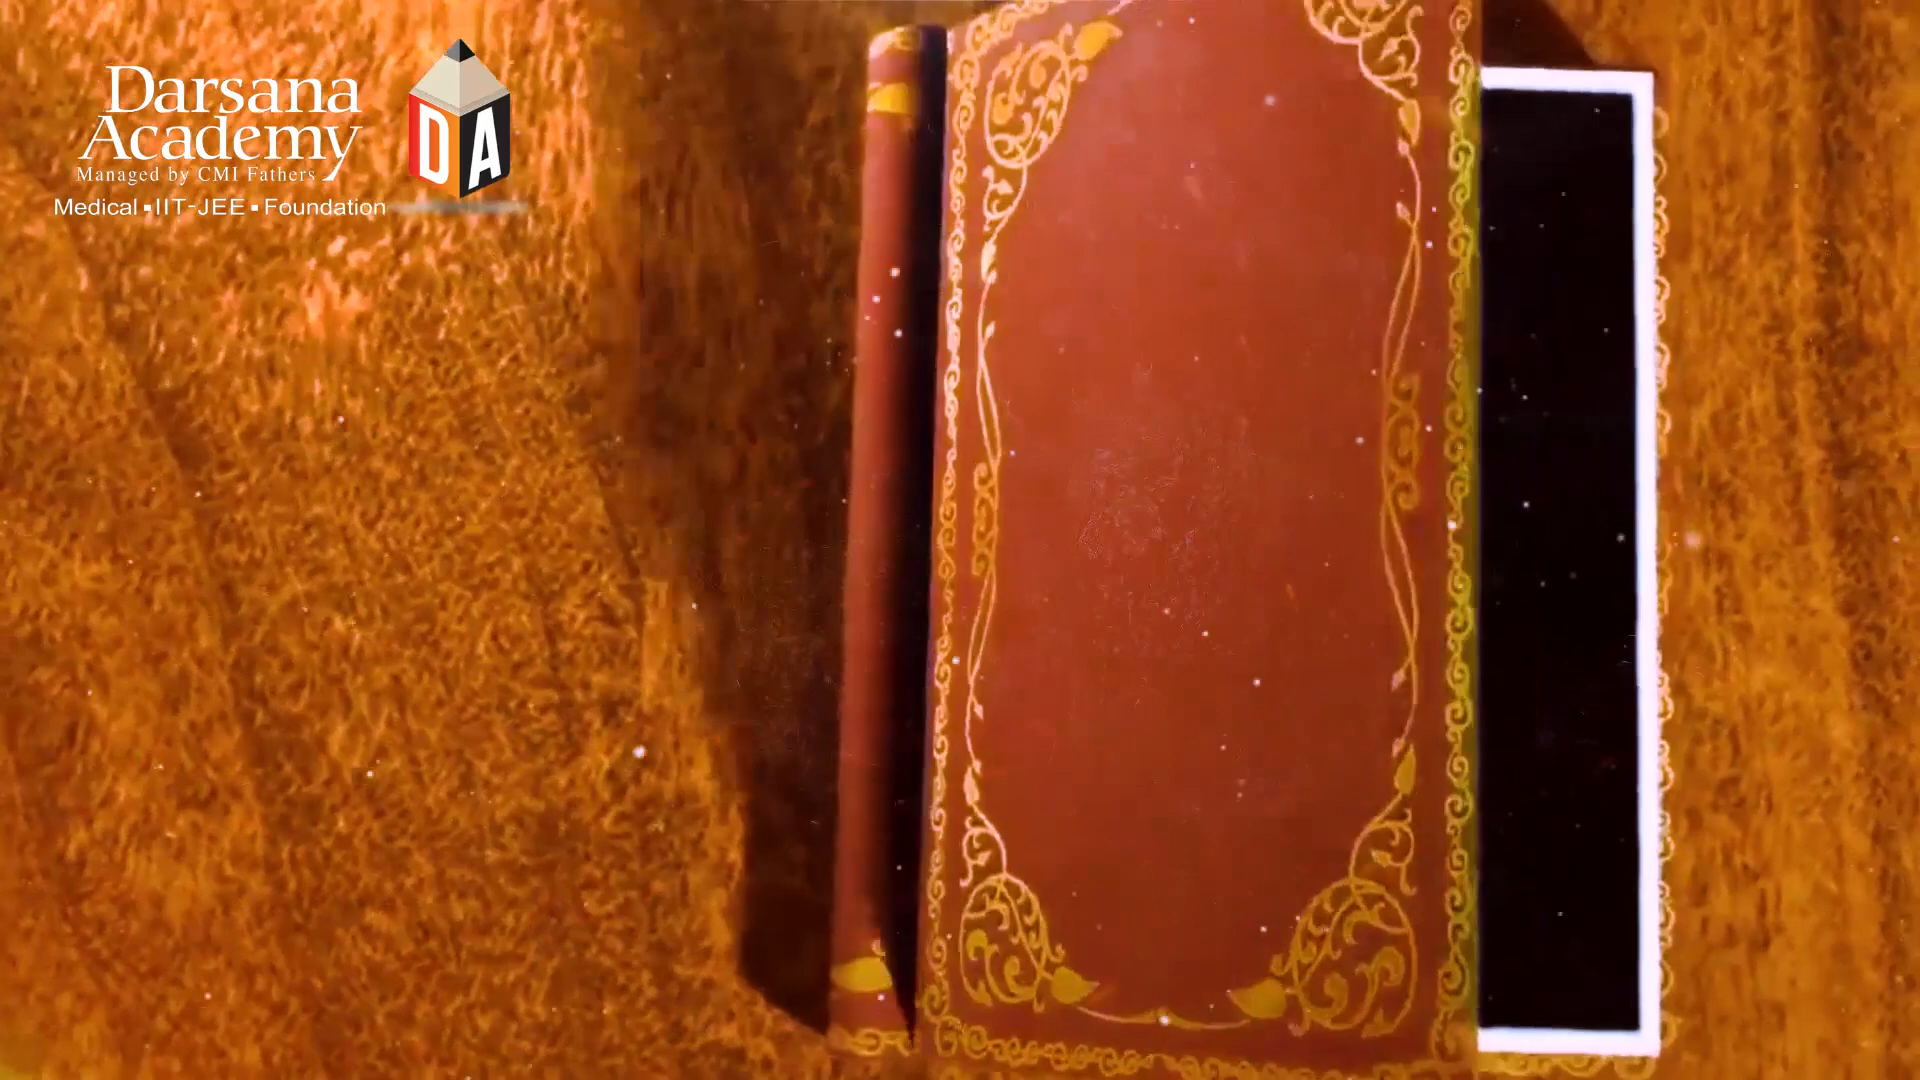 Darsana
Academy
Managed by CMI Fathers
Medical ▪ IIT-JEE ▪ Foundation
DA